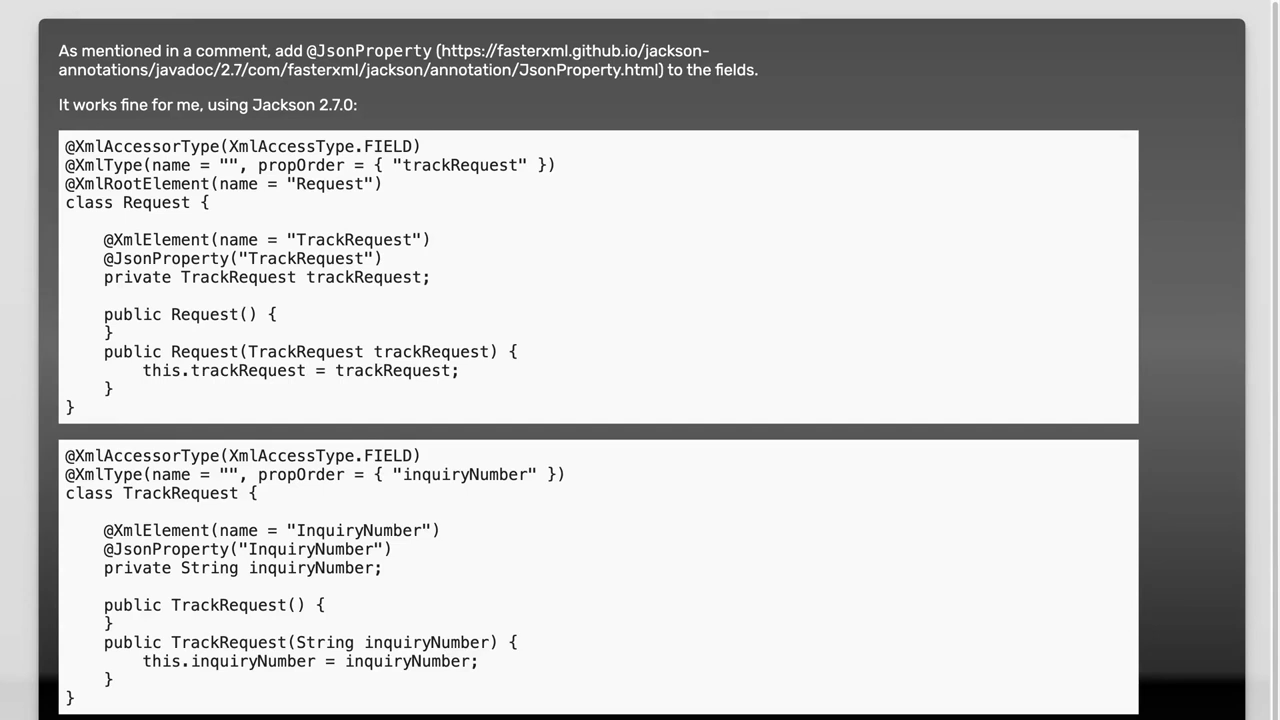 As mentioned in a comment, add @JsonProperty (https://fasterxml.github.io/jackson-
annotations/javadoc/2.7/com/fasterxml/jackson/annotation/JsonProperty.html) to the fields.
It works fine for me, using Jackson 2.7.0:
@XmlAccessorType(XmlAccessType.FIELD)
@XmlType(name = "", propOrder = { "trackRequest" })
@XmlRootElement(name = "Request")
class Request {
    @XmlElement(name = "TrackRequest")
    @JsonProperty("TrackRequest")
    private TrackRequest trackRequest;
    public Request() {
    }
    public Request(TrackRequest trackRequest) {
        this.trackRequest = trackRequest;
    }
}
@XmlAccessorType(XmlAccessType.FIELD)
@XmlType(name = "", propOrder = { "inquiryNumber" })
class TrackRequest {
    @XmlElement(name = "InquiryNumber")
    @JsonProperty("InquiryNumber")
    private String inquiryNumber;
    public TrackRequest() {
    }
    public TrackRequest(String inquiryNumber) {
        this.inquiryNumber = inquiryNumber;
    }
}